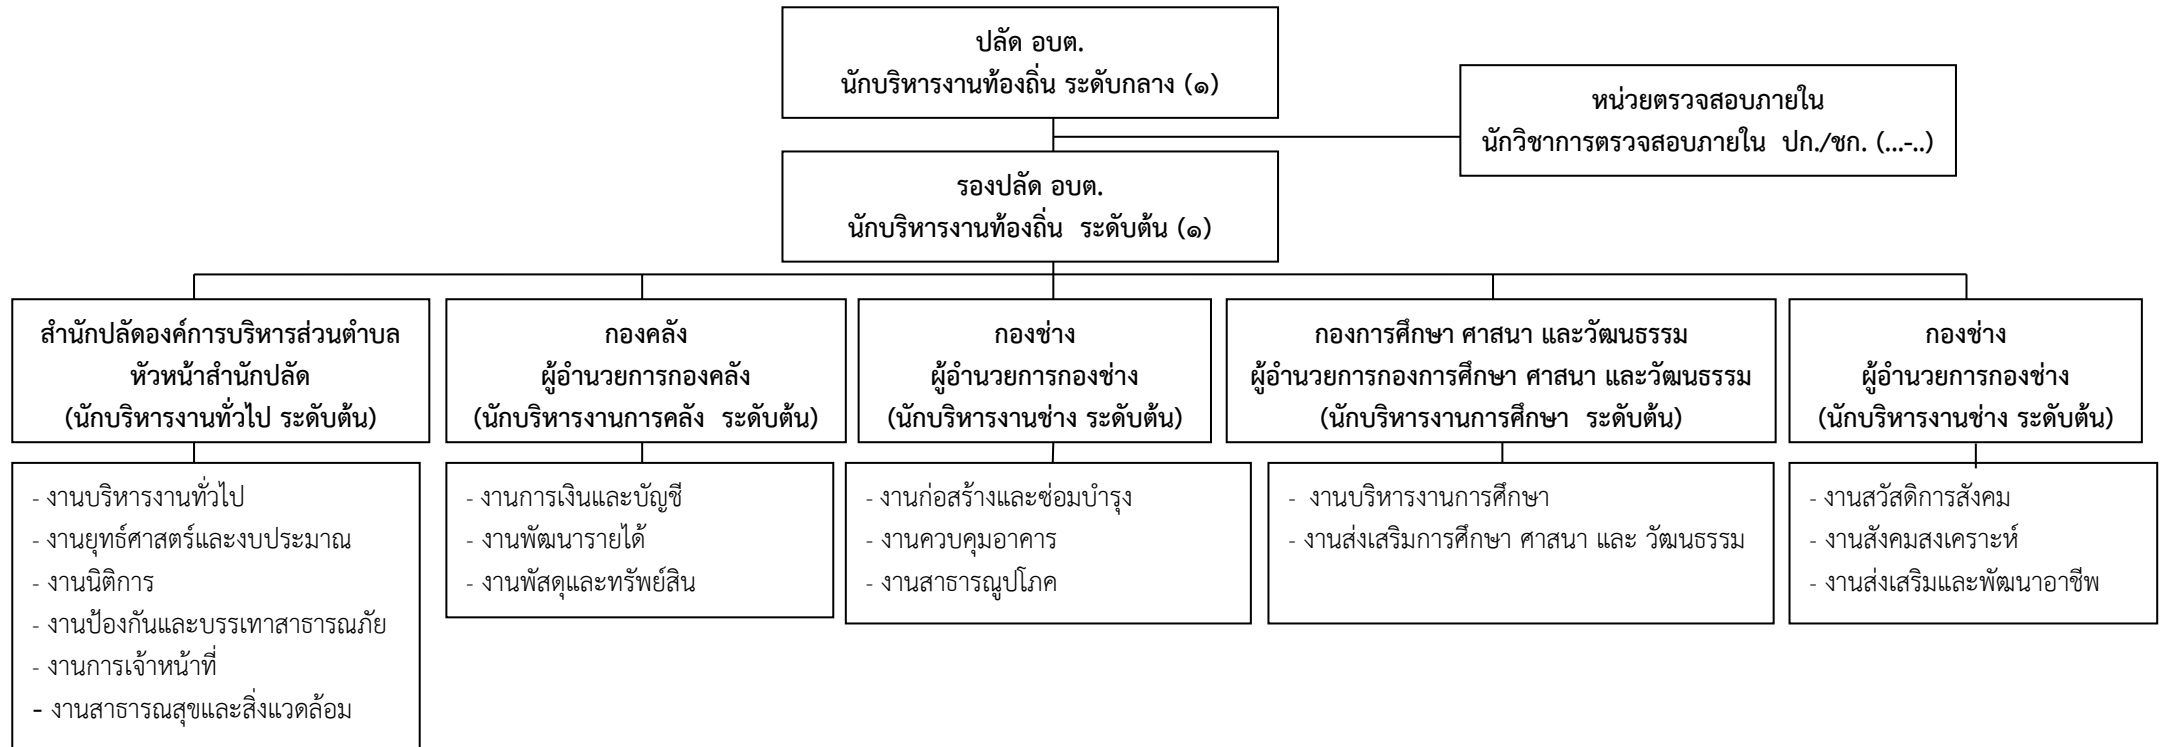 ปลัด อบต.
นักบริหารงานท้องถิ่น ระดับกลาง (๑)
หน่วยตรวจสอบภายใน
นักวิชาการตรวจสอบภายใน ปก./ชก. (...-..)
รองปลัด อบต.
นักบริหารงานท้องถิ่น ระดับต้น (๑)
สำนักปลัดองค์การบริหารส่วนตำบล
หัวหน้าสำนักปลัด
(นักบริหารงานทั่วไป ระดับต้น)
กองคลัง
ผู้อำนวยการกองคลัง
(นักบริหารงานการคลัง ระดับต้น)
กองช่าง
ผู้อำนวยการกองช่าง
(นักบริหารงานช่าง ระดับต้น)
กองการศึกษา ศาสนา และวัฒนธรรม
ผู้อำนวยการกองการศึกษา ศาสนา และวัฒนธรรม
(นักบริหารงานการศึกษา ระดับต้น)
กองช่าง
ผู้อำนวยการกองช่าง
(นักบริหารงานช่าง ระดับต้น)
- งานบริหารงานทั่วไป
- งานยุทธ์ศาสตร์และงบประมาณ
- งานนิติการ
- งานป้องกันและบรรเทาสาธารณภัย
- งานการเจ้าหน้าที่
- งานสาธารณสุขและสิ่งแวดล้อม
- งานการเงินและบัญชี
- งานพัฒนารายได้
- งานพัสดุและทรัพย์สิน
- งานก่อสร้างและซ่อมบำรุง
- งานควบคุมอาคาร
- งานสาธารณูปโภค
- งานบริหารงานการศึกษา
- งานส่งเสริมการศึกษา ศาสนา และ วัฒนธรรม
- งานสวัสดิการสังคม
- งานสังคมสงเคราะห์
- งานส่งเสริมและพัฒนาอาชีพ